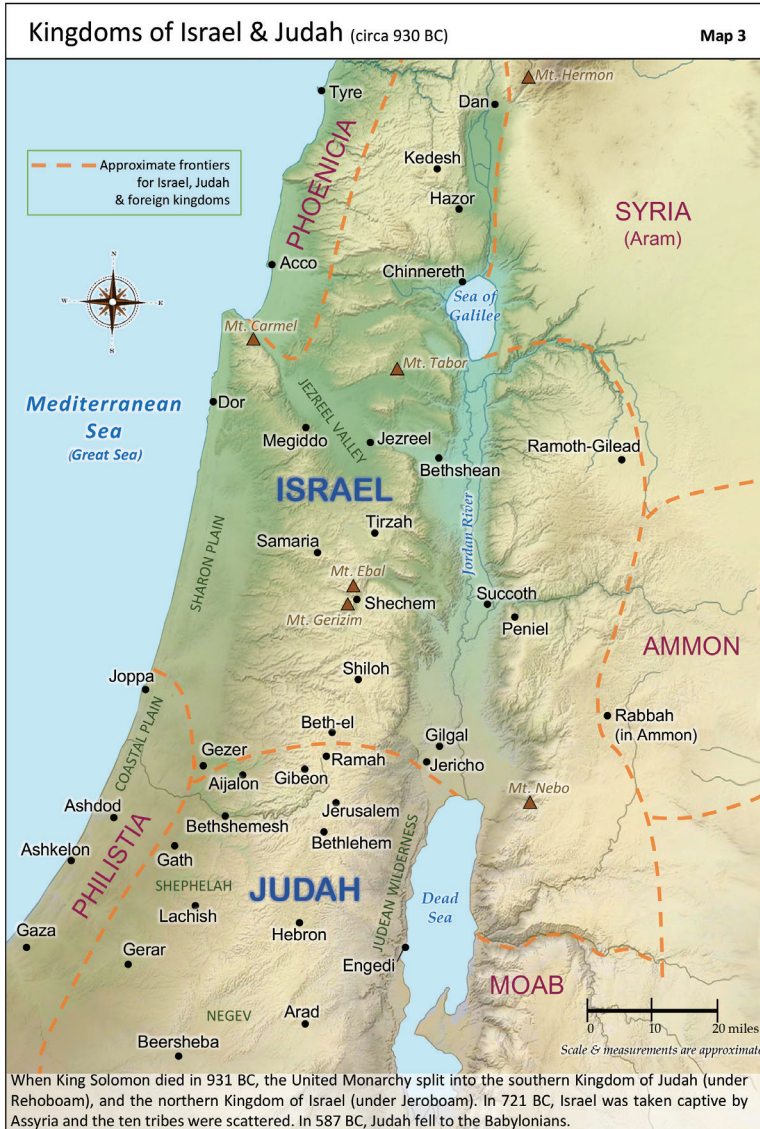 Kingdoms of Israel & Judah (circa 930 BC)
Map 3
Mt. Hermon
Tyre
Dan
Approximate frontiers
for Israel, Judah
& foreign kingdoms
PHOENICIA
Kedesh
Hazor
SYRIA
(Aram)
N
W
E
S
Acco
Chinnereth
Sea of
Galilee
Mt. Carmel
Mt. Tabor
Mediterranean
Sea
(Great Sea)
Dor
JEZREEL VALLEY
Megiddo
Jezreel
Bethshean
Ramoth-Gilead
ISRAEL
Jordan River
SHARON PLAIN
Tirzah
Samaria
Mt. Ebal
Shechem
Mt. Gerizim
Succoth
Peniel
AMMON
Shiloh
Joppa
Rabbah
(in Ammon)
COASTAL PLAIN
Beth-el
Gilgal
Gezer
Ramah
Jericho
Aijalon
Gibeon
Mt. Nebo
Ashdod
Bethshemesh
Jerusalem
Bethlehem
PHILISTIA
Ashkelon
Gath
SHEPHELAH
JUDAH
JUDEAN WILDERNESS
Dead
Sea
Lachish
Hebron
Gaza
Gerar
Engedi
MOAB
NEGEV
Arad
Beersheba
0 10 20 miles
Scale & measurements are approximate
When King Solomon died in 931 BC, the United Monarchy split into the southern Kingdom of Judah (under
Rehoboam), and the northern Kingdom of Israel (under Jeroboam). In 721 BC, Israel was taken captive by
Assyria and the ten tribes were scattered. In 587 BC, Judah fell to the Babylonians.